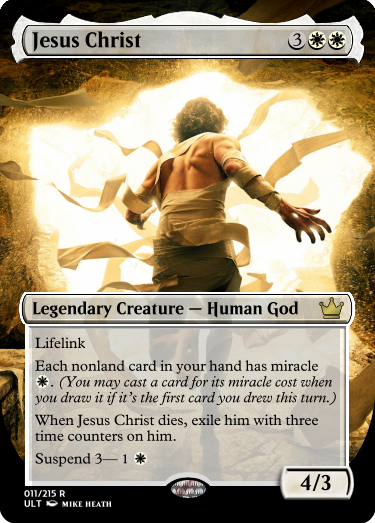 Jesus Christ 3
Legendary Creature — Human God
Lifelink
Each nonland card in your hand has miracle
. (You may cast a card for its miracle cost when
you draw it if it's the first card you drew this turn.)
When Jesus Christ dies, exile him with three
time counters on him.
Suspend 3— 1
4/3
011/215 R
ULT MIKE HEATH